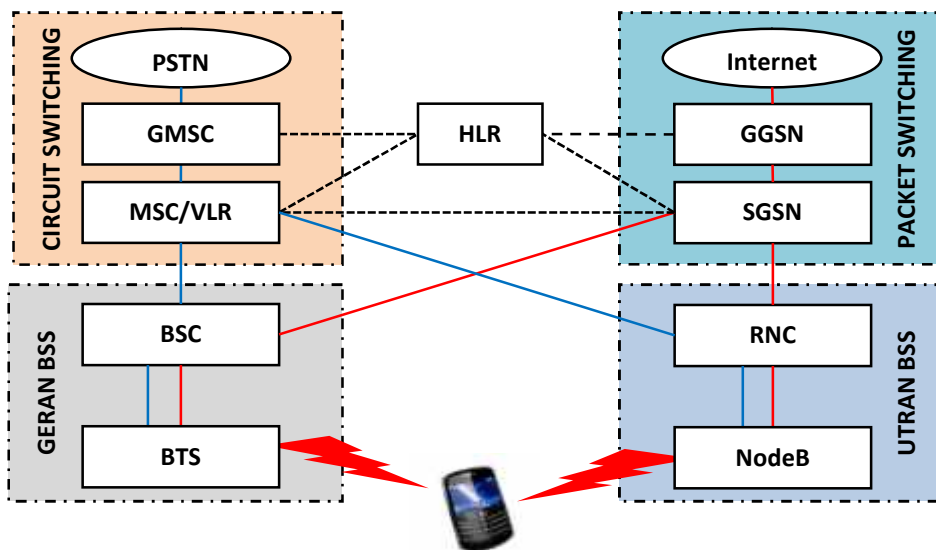 CIRCUIT SWITCHING
PSTN
GMSC
MSC/VLR
HLR
PACKET SWITCHING
Internet
GGSN
SGSN
GERAN BSS
BSC
BTS
UTRAN BSS
RNC
NodeB